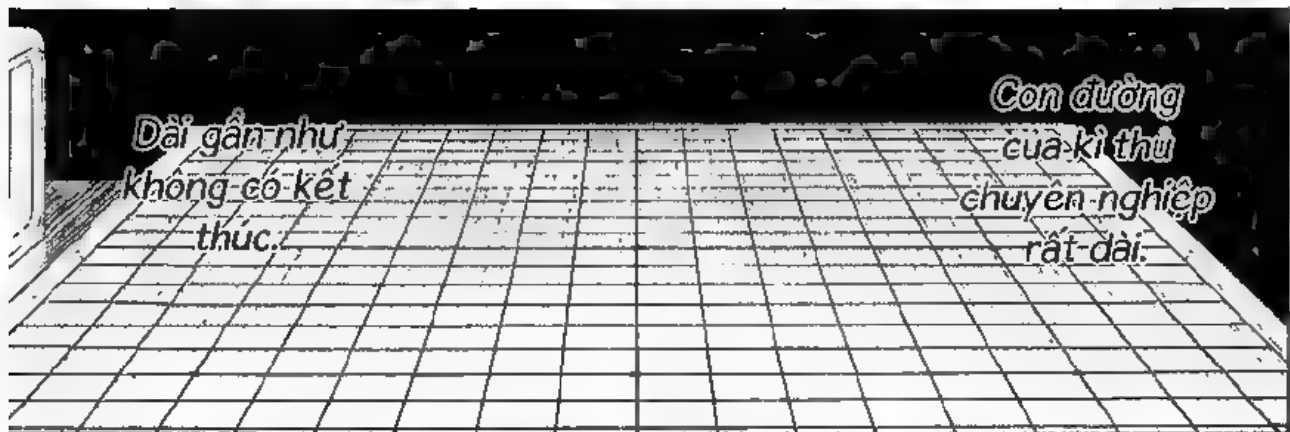 Con đường
của kì thủ
chuyên nghiệp
rất dài.
Dài gần như
không có kết
thúc.